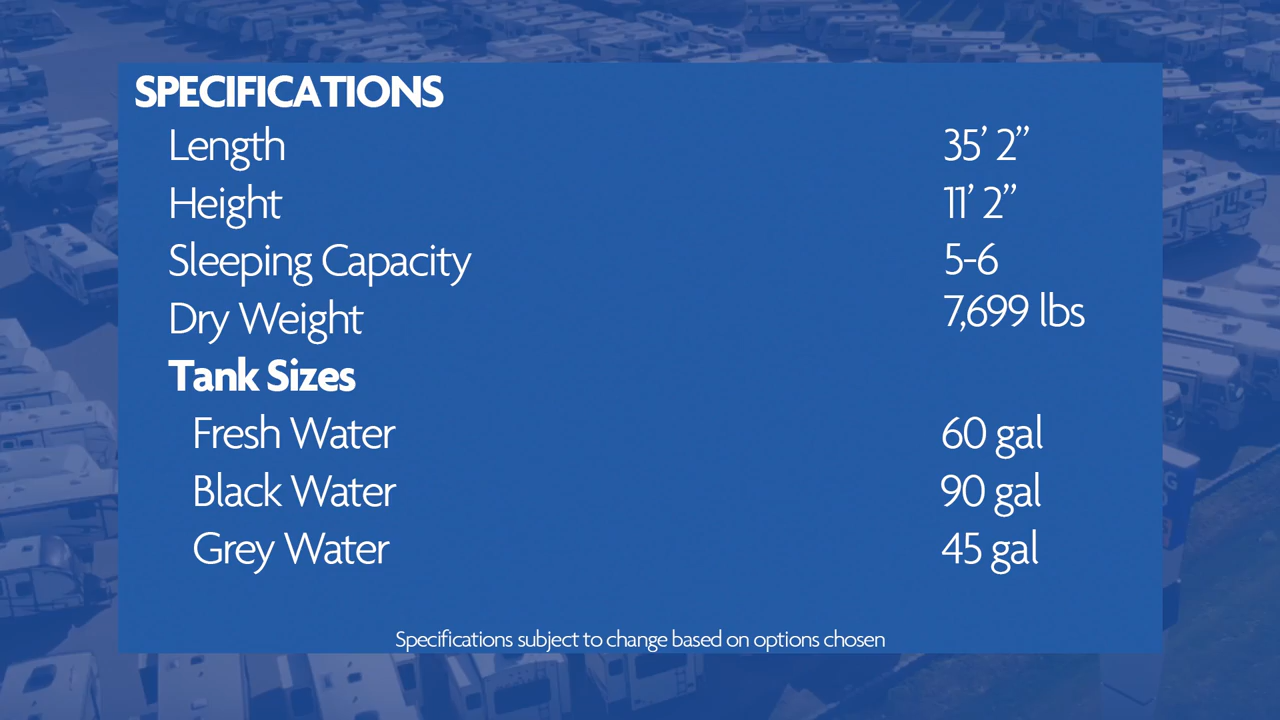 SPECIFICATIONS
Length 35’ 2”
Height 11’ 2”
Sleeping Capacity 5-6
Dry Weight 7,699 lbs
Tank Sizes
Fresh Water 60 gal
Black Water 90 gal
Grey Water 45 gal
Specifications subject to change based on options chosen